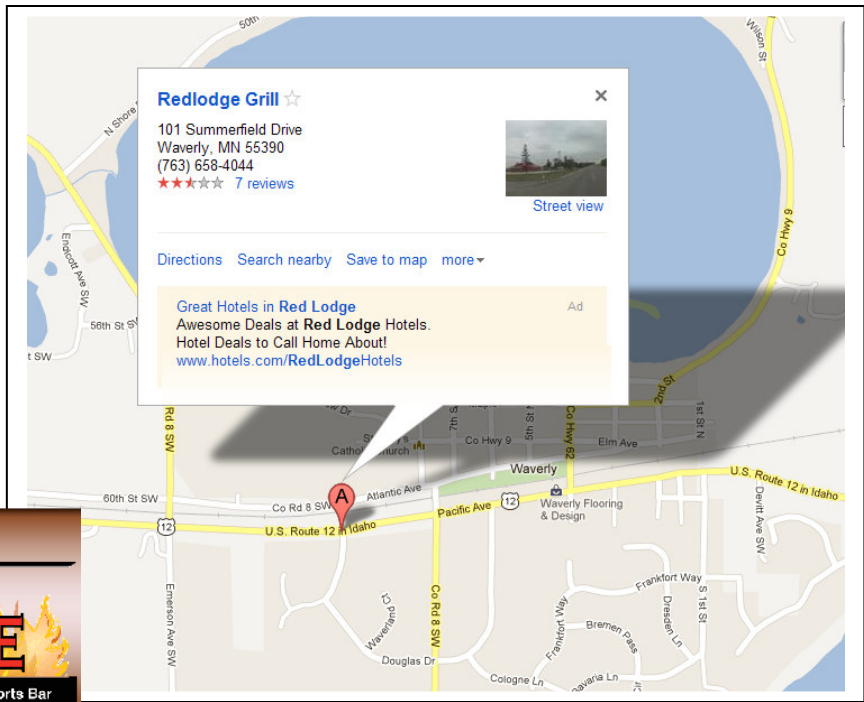 50th
Wilson St
N Shore
Redlodge Grill
101 Summerfield Drive
Waverly, MN 55390
(763) 658-4044
7 reviews
Street view
Directions Search nearby Save to map more
Great Hotels in Red Lodge
Ad
Awesome Deals at Red Lodge Hotels.
Hotel Deals to Call Home About!
www.hotels.com/RedLodgeHotels
Endicott Ave SW
Co Hwy 9
56th St
t SW
2nd St
1st St N
Rd 8 SW
Dr
7th S
5th St N
Co Hwy 62
Catholic Church
Co Hwy 9
Elm Ave
Waverly
U.S. Route 12 in Idaho
60th St SW
Co Rd 8 SW
A
Atlantic Ave
Pacific Ave
12
Waverly Flooring
& Design
Devitt Ave SW
12
U.S. Route 12 in Idaho
Emerson Ave SW
Co Rd 8 SW
Waverland Ct
Douglas Dr
Frankfort Way
S 1st St
Dresden Ln
Frankfort Way
Bremen Pass
Cologne Ln
avaria Ln
E
orts Bar